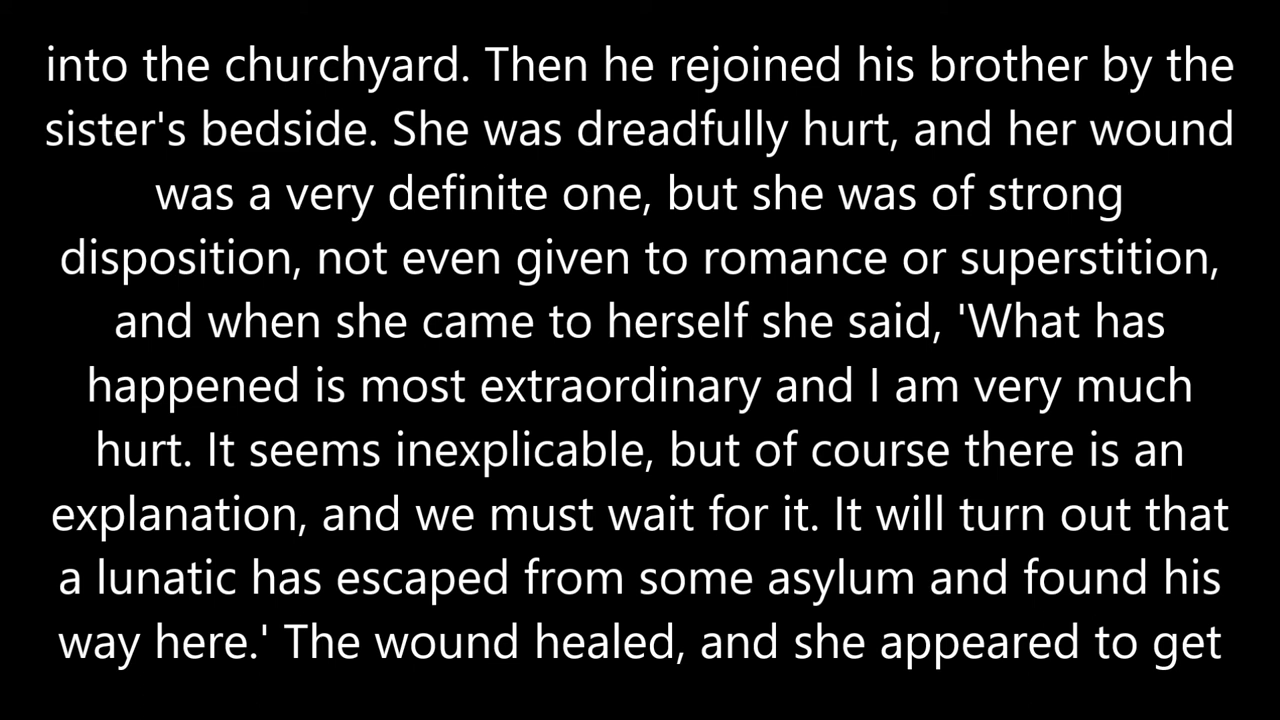 into the churchyard. Then he rejoined his brother by the
sister's bedside. She was dreadfully hurt, and her wound
was a very definite one, but she was of strong
disposition, not even given to romance or superstition,
and when she came to herself she said, 'What has
happened is most extraordinary and I am very much
hurt. It seems inexplicable, but of course there is an
explanation, and we must wait for it. It will turn out that
a lunatic has escaped from some asylum and found his
way here.' The wound healed, and she appeared to get